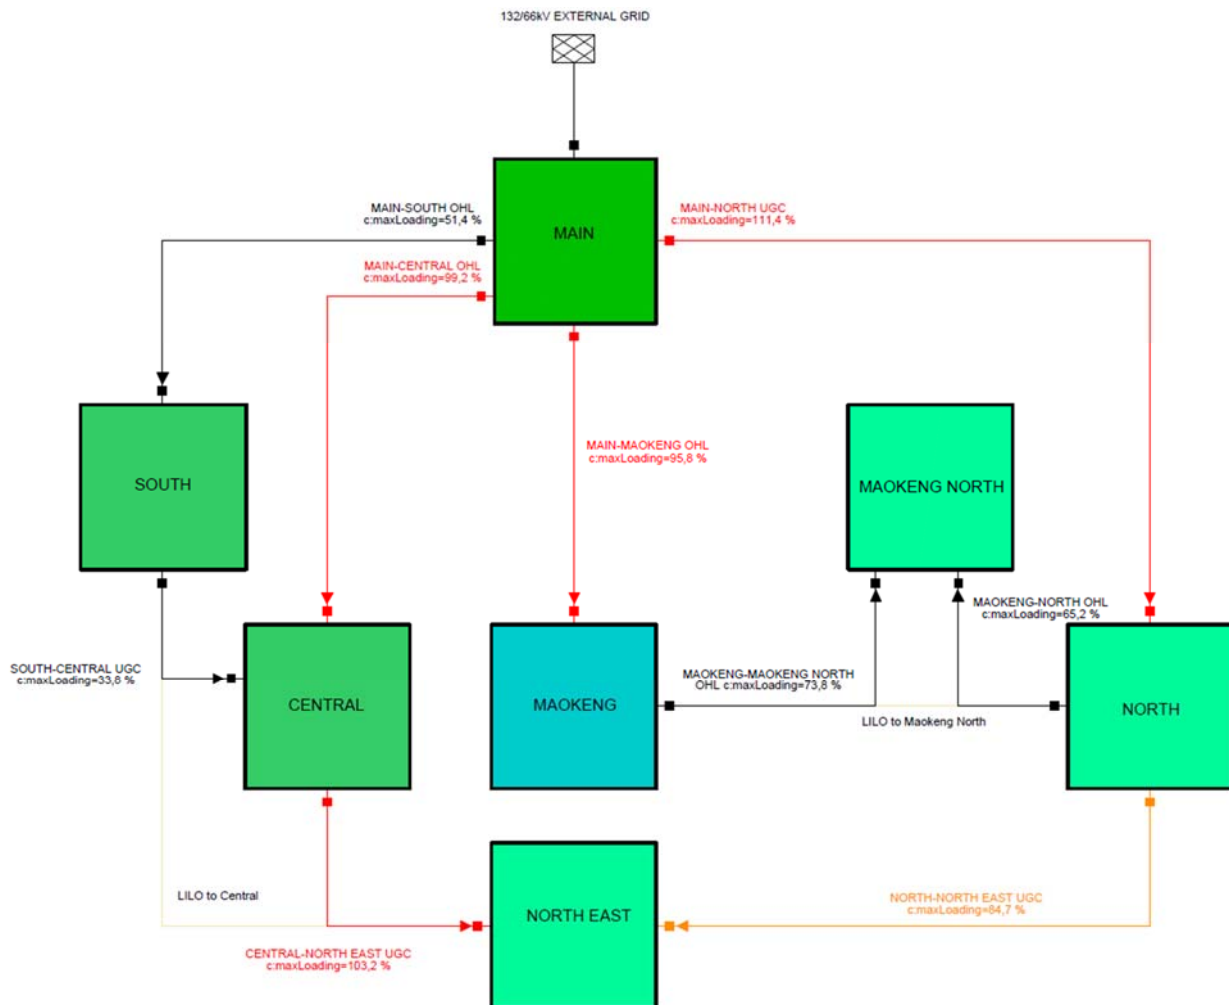 132/66kV EXTERNAL GRID
MAIN-SOUTH OHL
c:maxLoading=51,4 %
MAIN-NORTH UGC
c:maxLoading=111,4 %
MAIN
MAIN-CENTRAL OHL
c:maxLoading=99,2 %
MAIN-MAOKENG OHL
c:maxLoading=95,8 %
SOUTH
MAOKENG NORTH
MAOKENG-NORTH OHL
c:maxLoading=65,2 %
SOUTH-CENTRAL UGC
c:maxLoading=33,8 %
MAOKENG-MAOKENG NORTH
OHL c:maxLoading=73,8 %
CENTRAL
MAOKENG
NORTH
LILO to Maokeng North
LILO to Central
NORTH EAST
NORTH-NORTH EAST UGC
c:maxLoading=84,7 %
CENTRAL-NORTH EAST UGC
c:maxLoading=103,2 %